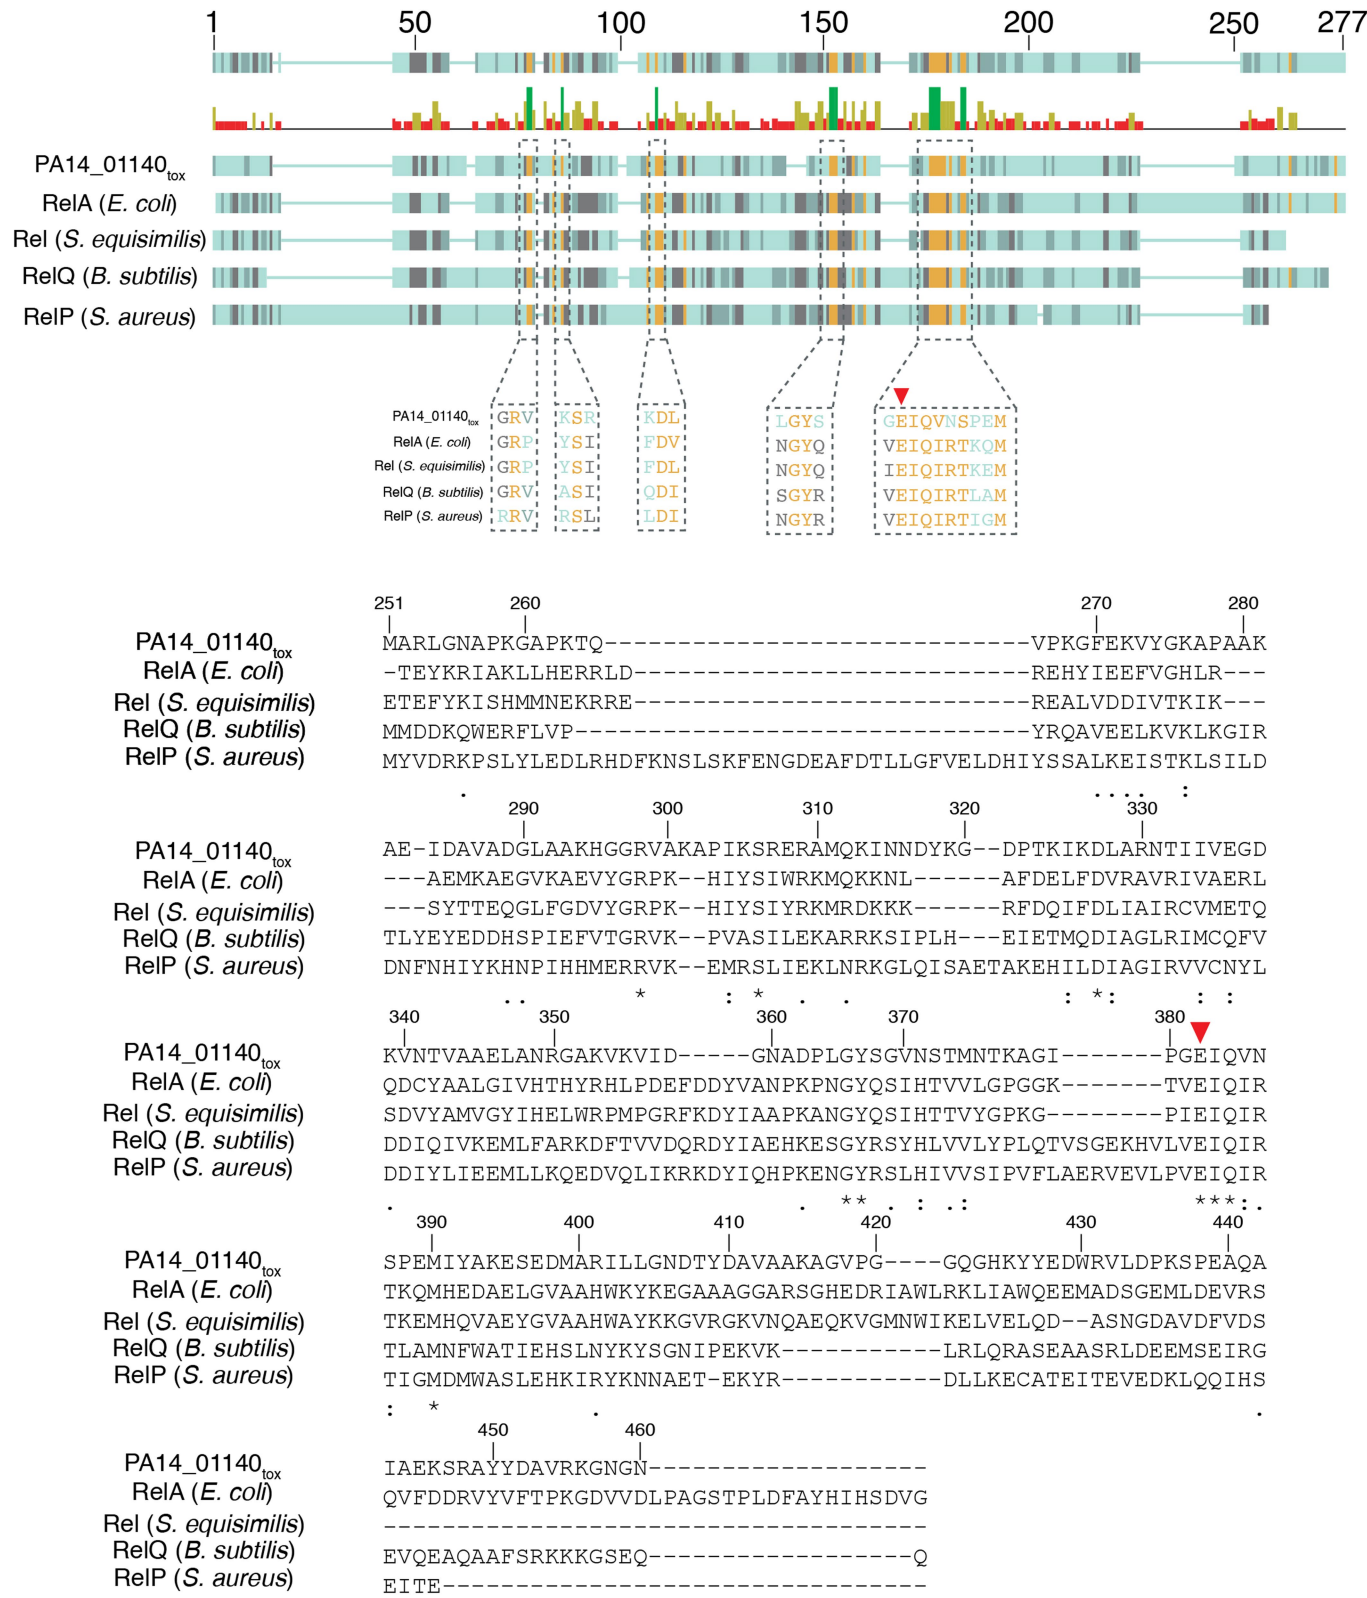 1 50 100 150 200 250 277
PA14_01140tox
RelA (E. coli)
Rel (S. equisimilis)
RelQ (B. subtilis)
RelP (S. aureus)
PA14_01140tox GRV KSR KDL LGYS GEIQVNSPEM
RelA (E. coli) GRP YSI FDV NGYQ VEIQIRTKQM
Rel (S. equisimilis) GRP YSI FDL NGYQ IEIQIRTKEM
RelQ (B. subtilis) GRV ASI QDI SGYR VEIQIRTLAM
RelP (S. aureus) RRV RSL LDI NGYR VEIQIRTIGM
251 260 270 280
PA14_01140tox MARLGNAPKGAPKTQ-----------------------------VPKGFEKVYGKAPAAK
RelA (E. coli) -TEYKRIAKLLHERRLD---------------------------REHYIEEFVGHLR---
Rel (S. equisimilis) ETEFYKISHMMNEKRRE---------------------------REALVDDIVTKIK---
RelQ (B. subtilis) MMDDKQWERFLVP-------------------------------YRQAVEELKVKLKGIR
RelP (S. aureus) MYVDRKPSLYLEDLRHDFKNSLSKFENGDEAFDTLLGFVELDHIYSSALKEISTKLSILD
. .... :
290 300 310 320 330
PA14_01140tox AE-IDAVADGLAAKHGGRVAKAPIKSRERAMQKINNDYKG--DPTKIKDLARNTIIVEGD
RelA (E. coli) ---AEMKAEGVKAEVYGRPK--HIYSIWRKMQKKNL------AFDELFDVRAVRIVAERL
Rel (S. equisimilis) ---SYTTEQGLFGDVYGRPK--HIYSIYRKMRDKKK------RFDQIFDLIAIRCVMETQ
RelQ (B. subtilis) TLYEYEDDHSPIEFVTGRVK--PVASILEKARRKSIPLH---EIETMQDIAGLRIMCQFV
RelP (S. aureus) DNFNHIYKHNPIHHMERRVK--EMRSLIEKLNRKGLQISAETAKEHILDIAGIRVVCNYL
.. * : * . . : *: : :
340 350 360 370 380
PA14_01140tox KVNTVAAELANRGAKVKVID-----GNADPLGYSGVNSTMNTKAGI-------PGEIQVN
RelA (E. coli) QDCYAALGIVHTHYRHLPDEFDDYVANPKPNGYQSIHTVVLGPGGK-------TVEIQIR
Rel (S. equisimilis) SDVYAMVGYIHELWRPMPGRFKDYIAAPKANGYQSIHTTVYGPKG--------PIEIQIR
RelQ (B. subtilis) DDIQIVKEMLFARKDFTVVDQRDYIAEHKESGYRSYHLVVLYPLQTVSGEKHVLVEIQIR
RelP (S. aureus) DDIYLIEEMLLKQEDVQLIKRKDYIQHPKENGYRSLHIVVSIPVFLAERVEVLPVEIQIR
. . ** . : .: ***:.
390 400 410 420 430 440
PA14_01140tox SPEMIYAKESEDMARILLGNDTYDAVAAKAGVPG----GQGHKYYEDWRVLDPKSPEAQA
RelA (E. coli) TKQMHEDAELGVAAHWKYKEGAAAGGARSGHEDRIAWLRKLIAWQEEMADSGEMLDEVRS
Rel (S. equisimilis) TKEMHQVAEYGVAAHWAYKKGVRGKVNQAEQKVGMNWIKELVELQD--ASNGDAVDFVDS
RelQ (B. subtilis) TLAMNFWATIEHSLNYKYSGNIPEKVK-----------LRLQRASEAASRLDEEMSEIRG
RelP (S. aureus) TIGMDMWASLEHKIRYKNNAET-EKYR-----------DLLKECATEITEVEDKLQQIHS
: * . .
450 460
PA14_01140tox IAEKSRAYYDAVRKGNGN-------------------
RelA (E. coli) QVFDDRVYVFTPKGDVVDLPAGSTPLDFAYHIHSDVG
Rel (S. equisimilis) -------------------------------------
RelQ (B. subtilis) EVQEAQAAFSRKKKGSEQ------------------Q
RelP (S. aureus) EITE---------------------------------